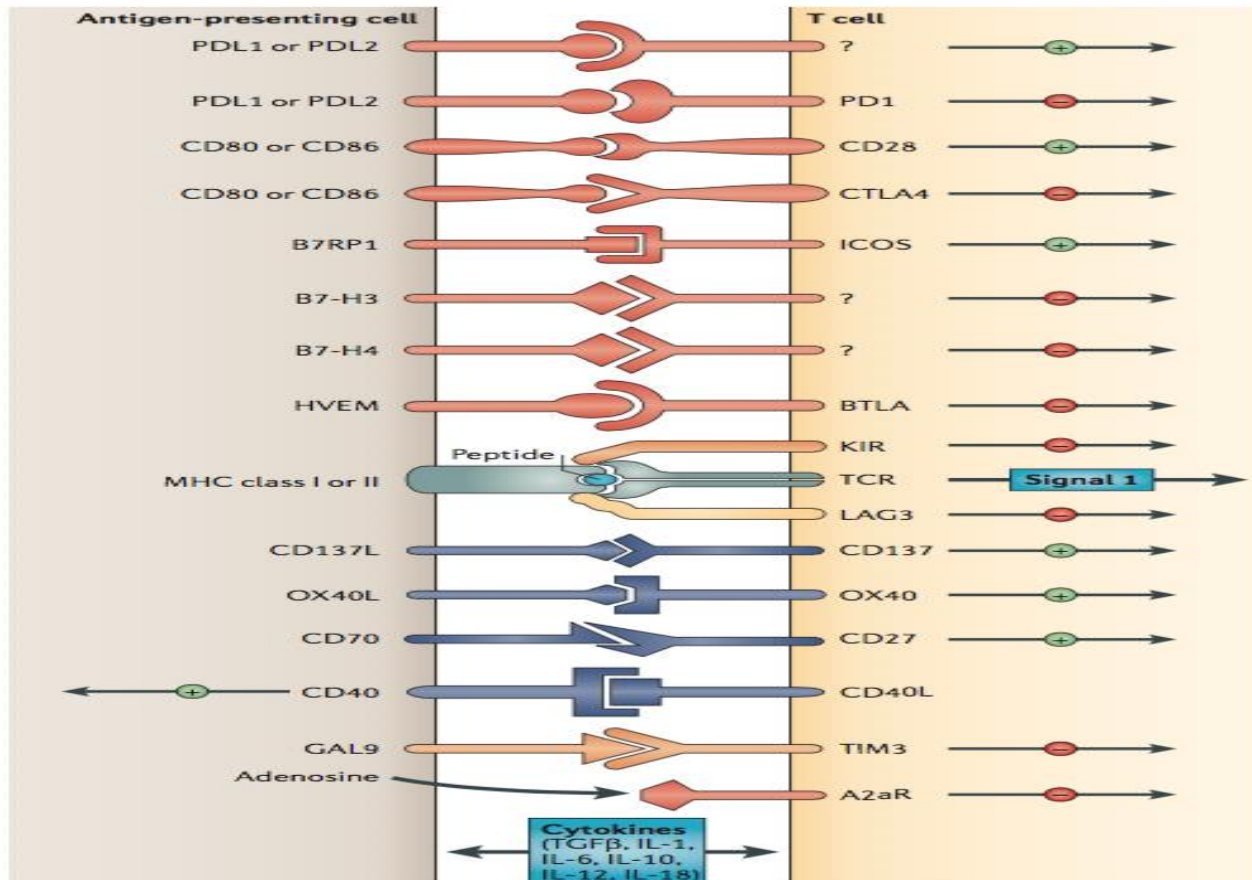 Antigen-presenting cell T cell
PDL1 or PDL2 ? +
PDL1 or PDL2 PD1 −
CD80 or CD86 CD28 +
CD80 or CD86 CTLA4 −
B7RP1 ICOS +
B7-H3 ? −
B7-H4 ? −
HVEM BTLA −
KIR −
Peptide
MHC class I or II TCR Signal 1
LAG3 −
CD137L CD137 +
OX40L OX40 +
CD70 CD27 +
+ CD40 CD40L
GAL9 TIM3 −
Adenosine
A2aR −
Cytokines
(TGFβ, IL-1,
IL-6, IL-10,
IL-12, IL-18)